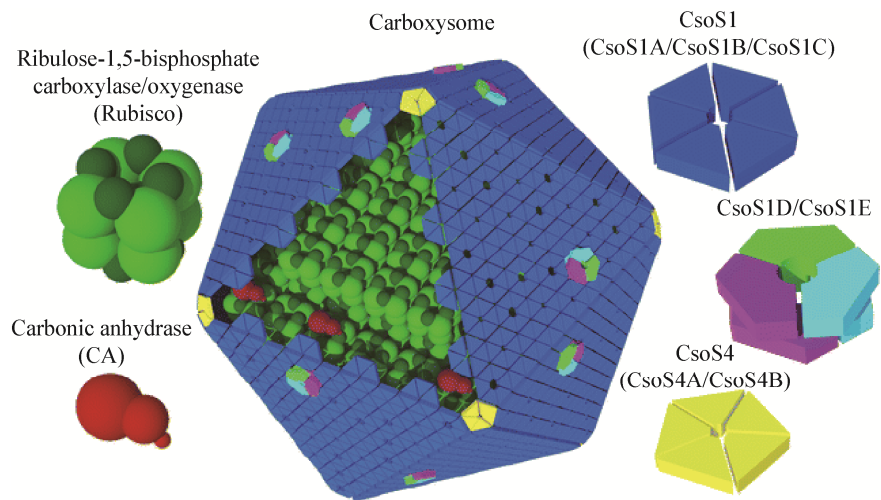 Carboxysome
Ribulose-1,5-bisphosphate
carboxylase/oxygenase
(Rubisco)
Carbonic anhydrase
(CA)
CsoS1
(CsoS1A/CsoS1B/CsoS1C)
CsoS1D/CsoS1E
CsoS4
(CsoS4A/CsoS4B)